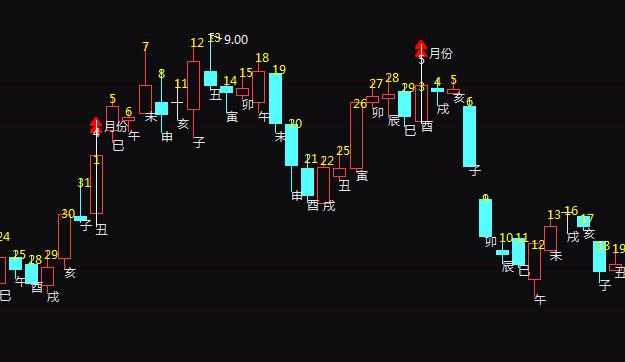 24
巳
25
午
28
酉
29
戌
30
亥
31
子
4 月份
1
丑
5
巳
6
午
7
未
8
申
11
亥
12
子
13
9.00
丑
14
寅
15
卯
18
午
19
未
20
申
21
酉
22
戌
25
丑
26
寅
27
卯
28
辰
29
巳
5 月份
3
酉
4
戌
5
亥
6
子
9
卯
10
辰
11
巳
12
午
13
未
16
戌
17
亥
18
子
19
丑